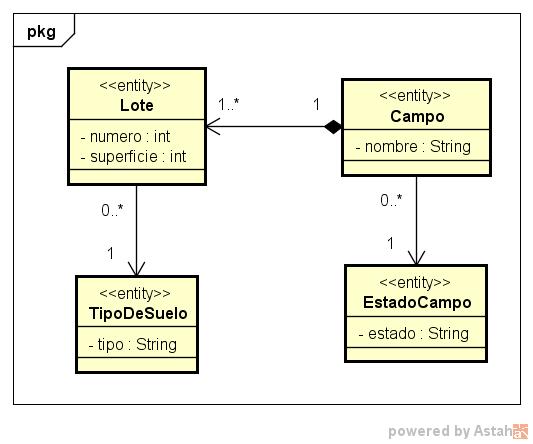 pkg
<<entity>>
Lote
- numero : int
- superficie : int
1..*
1
<<entity>>
Campo
- nombre : String
0..*
1
<<entity>>
TipoDeSuelo
- tipo : String
0..*
1
<<entity>>
EstadoCampo
- estado : String
powered by Astah